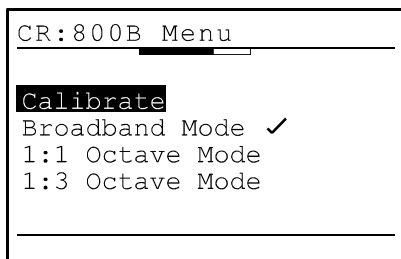 CR:800B Menu
Calibrate
Broadband Mode ✓
1:1 Octave Mode
1:3 Octave Mode